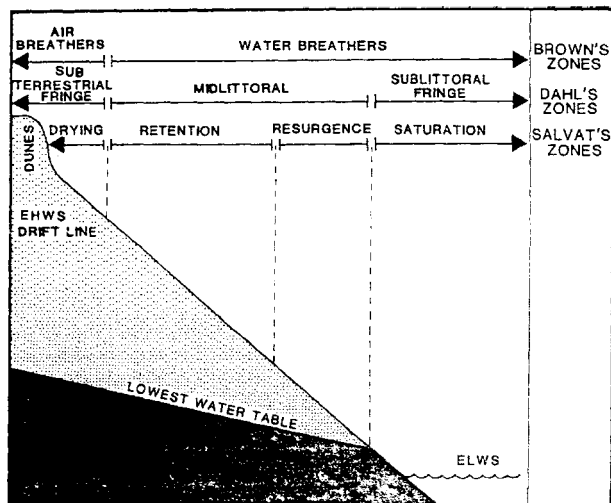 AIR
BREATHERS
WATER BREATHERS
BROWN'S
ZONES
SUB
TERRESTRIAL
FRINGE
MIDLITTORAL
SUBLITTORAL
FRINGE
DAHL'S
ZONES
DRYING
RETENTION
RESURGENCE
SATURATION
SALVAT'S
ZONES
DUNES
EHWS
DRIFT LINE
LOWEST WATER TABLE
ELWS